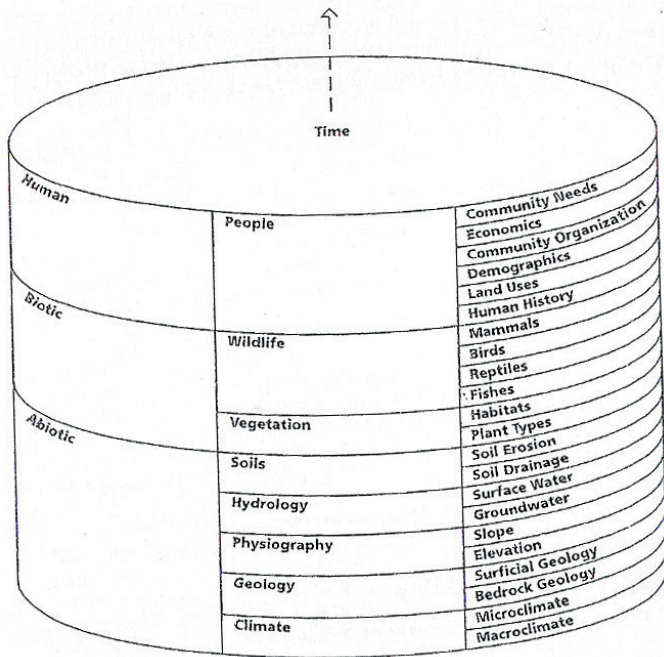 Time
Human
People
Community Needs
Economics
Community Organization
Demographics
Land Uses
Human History
Biotic
Wildlife
Mammals
Birds
Reptiles
Fishes
Vegetation
Habitats
Plant Types
Abiotic
Soils
Soil Erosion
Soil Drainage
Hydrology
Surface Water
Groundwater
Physiography
Slope
Elevation
Geology
Surficial Geology
Bedrock Geology
Climate
Microclimate
Macroclimate